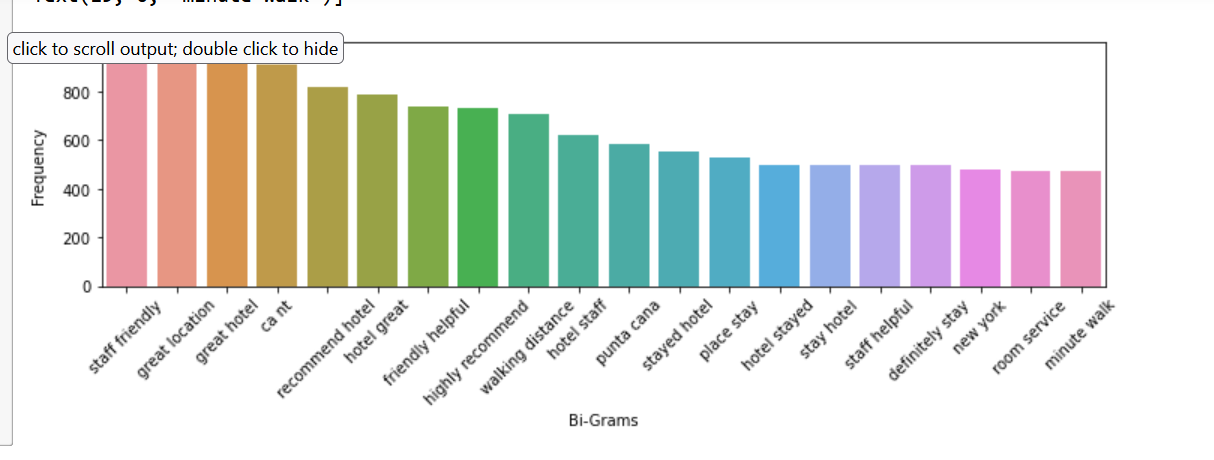 click to scroll output; double click to hide
800
600
400
200
0
Frequency
staff friendly
great location
great hotel
ca nt
recommend hotel
hotel great
friendly helpful
highly recommend
walking distance
hotel staff
punta cana
stayed hotel
place stay
hotel stayed
stay hotel
staff helpful
definitely stay
new york
room service
minute walk
Bi-Grams